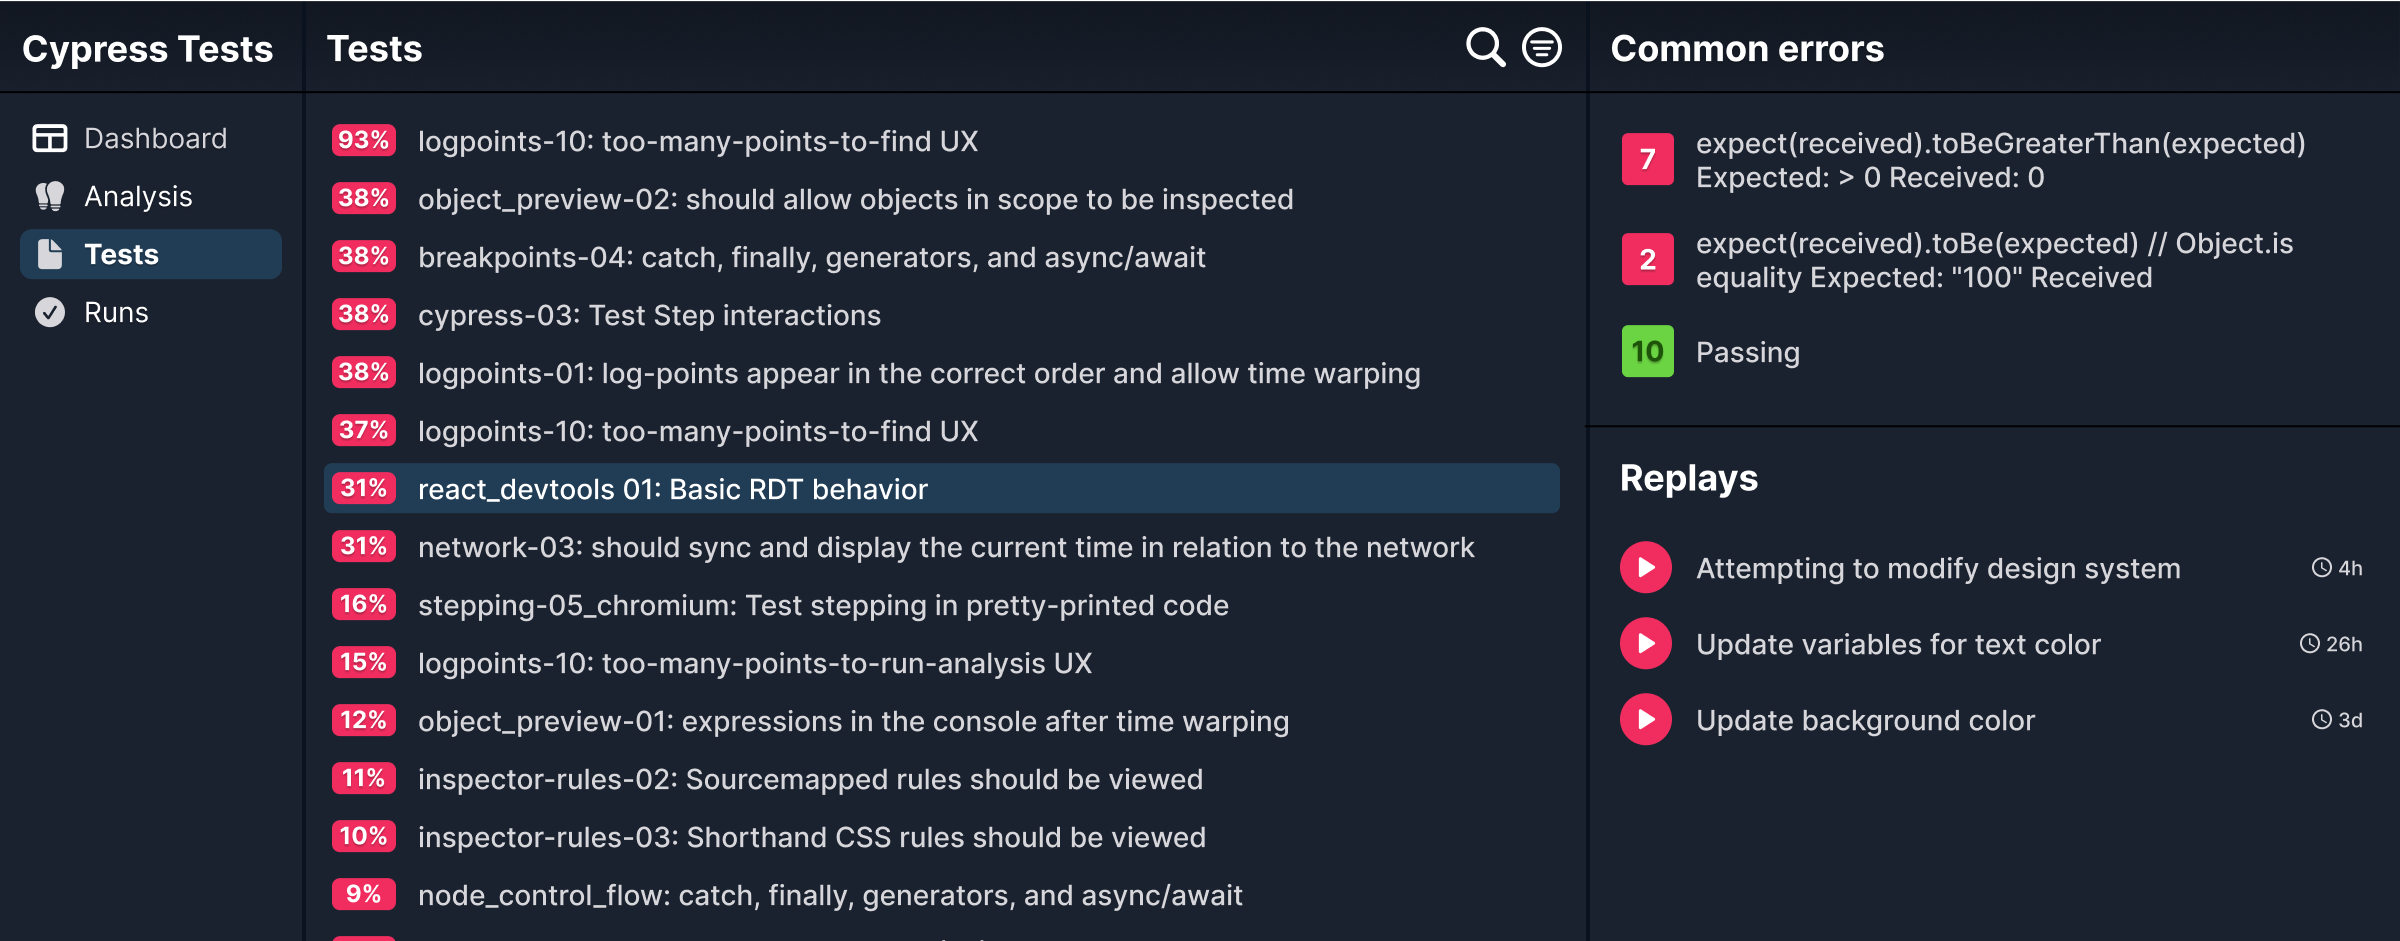 Cypress Tests
Dashboard
Analysis
Tests
Runs
Tests
93% logpoints-10: too-many-points-to-find UX
38% object_preview-02: should allow objects in scope to be inspected
38% breakpoints-04: catch, finally, generators, and async/await
38% cypress-03: Test Step interactions
38% logpoints-01: log-points appear in the correct order and allow time warping
37% logpoints-10: too-many-points-to-find UX
31% react_devtools 01: Basic RDT behavior
31% network-03: should sync and display the current time in relation to the network
16% stepping-05_chromium: Test stepping in pretty-printed code
15% logpoints-10: too-many-points-to-run-analysis UX
12% object_preview-01: expressions in the console after time warping
11% inspector-rules-02: Sourcemapped rules should be viewed
10% inspector-rules-03: Shorthand CSS rules should be viewed
9% node_control_flow: catch, finally, generators, and async/await
Common errors
7 expect(received).toBeGreaterThan(expected)
Expected: > 0 Received: 0
2 expect(received).toBe(expected) // Object.is
equality Expected: "100" Received
10 Passing
Replays
Attempting to modify design system 4h
Update variables for text color 26h
Update background color 3d